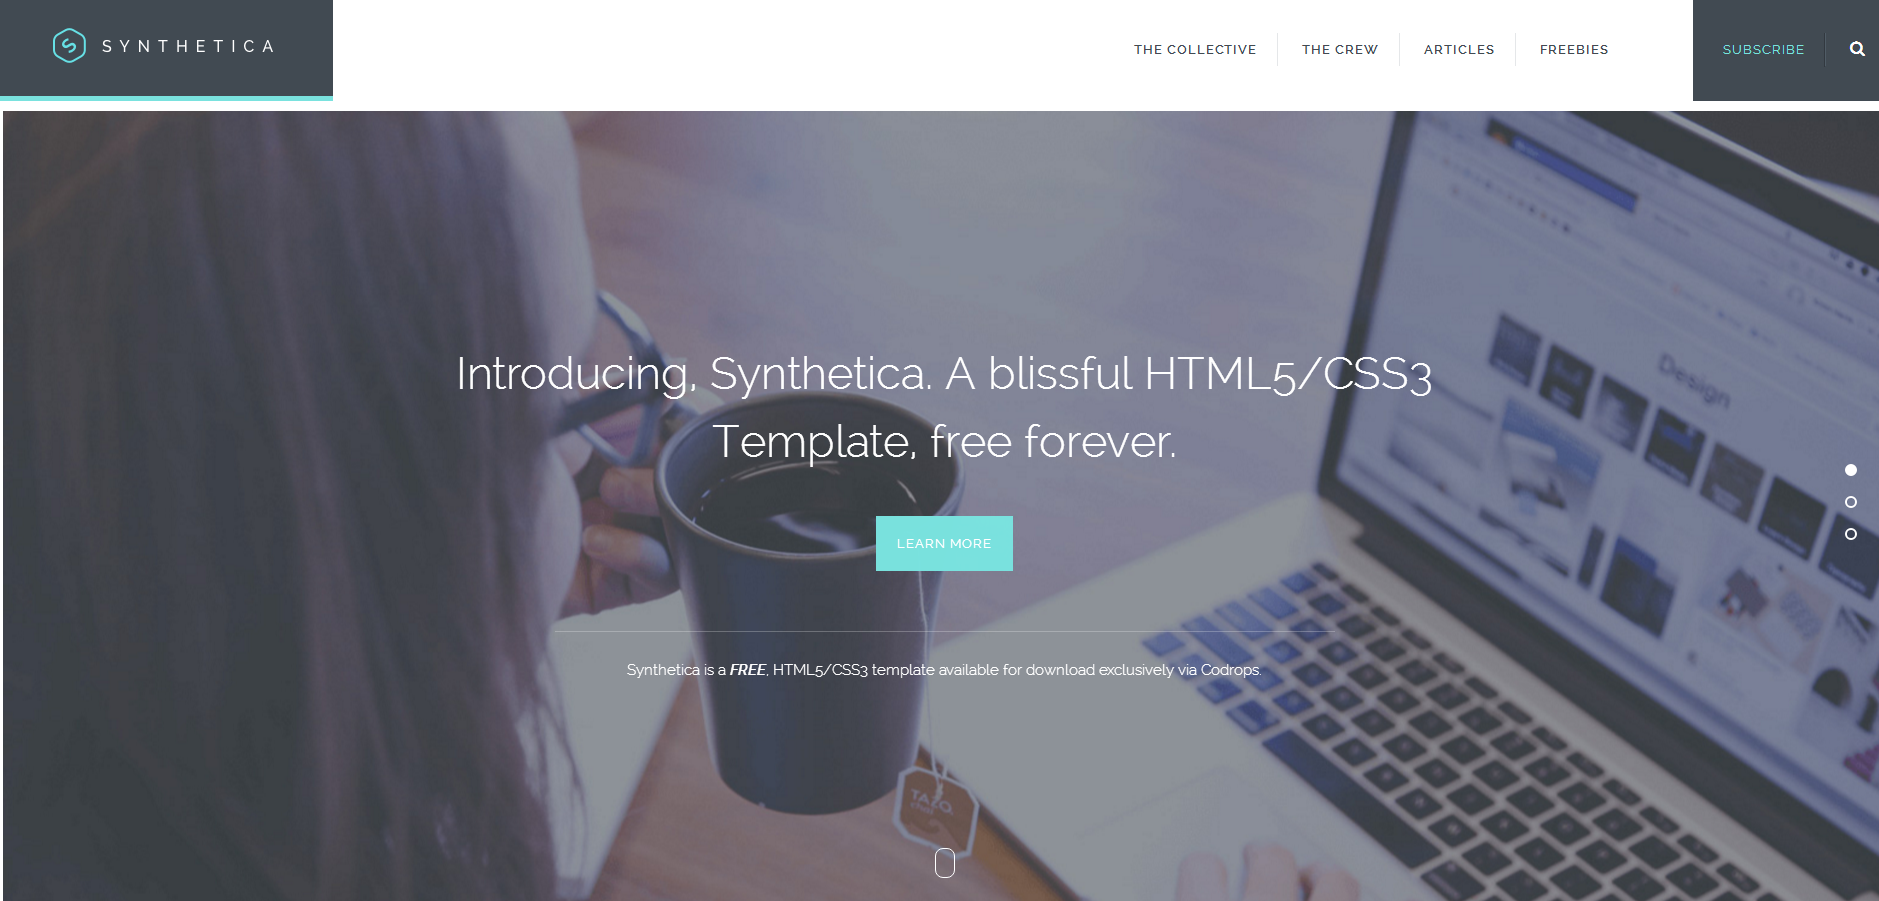 SYNTHETICA
THE COLLECTIVE
THE CREW
ARTICLES
FREEBIES
SUBSCRIBE
Introducing, Synthetica. A blissful HTML5/CSS3
Template, free forever.
LEARN MORE
Synthetica is a FREE, HTML5/CSS3 template available for download exclusively via Codrops.
Design
TAZO
chai